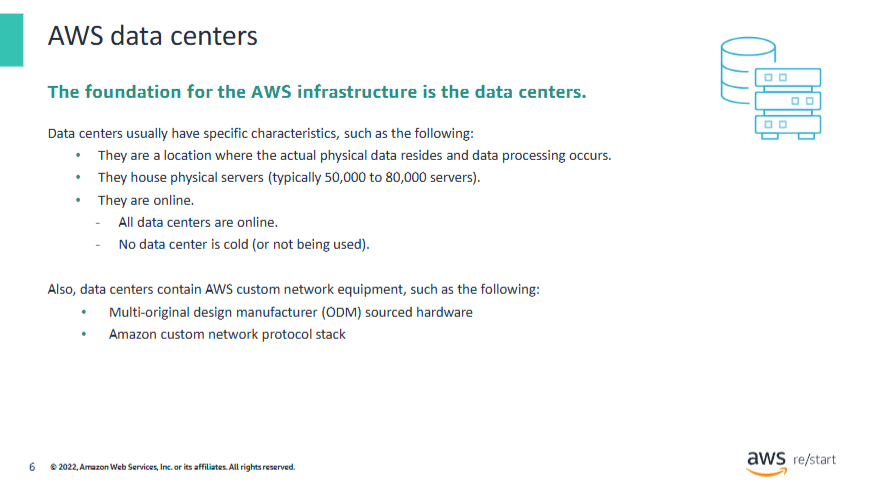 AWS data centers
The foundation for the AWS infrastructure is the data centers.
Data centers usually have specific characteristics, such as the following:
• They are a location where the actual physical data resides and data processing occurs.
• They house physical servers (typically 50,000 to 80,000 servers).
• They are online.
- All data centers are online.
- No data center is cold (or not being used).
Also, data centers contain AWS custom network equipment, such as the following:
• Multi-original design manufacturer (ODM) sourced hardware
• Amazon custom network protocol stack
6 © 2022, Amazon Web Services, Inc. or its affiliates. All rights reserved.
aws re/start